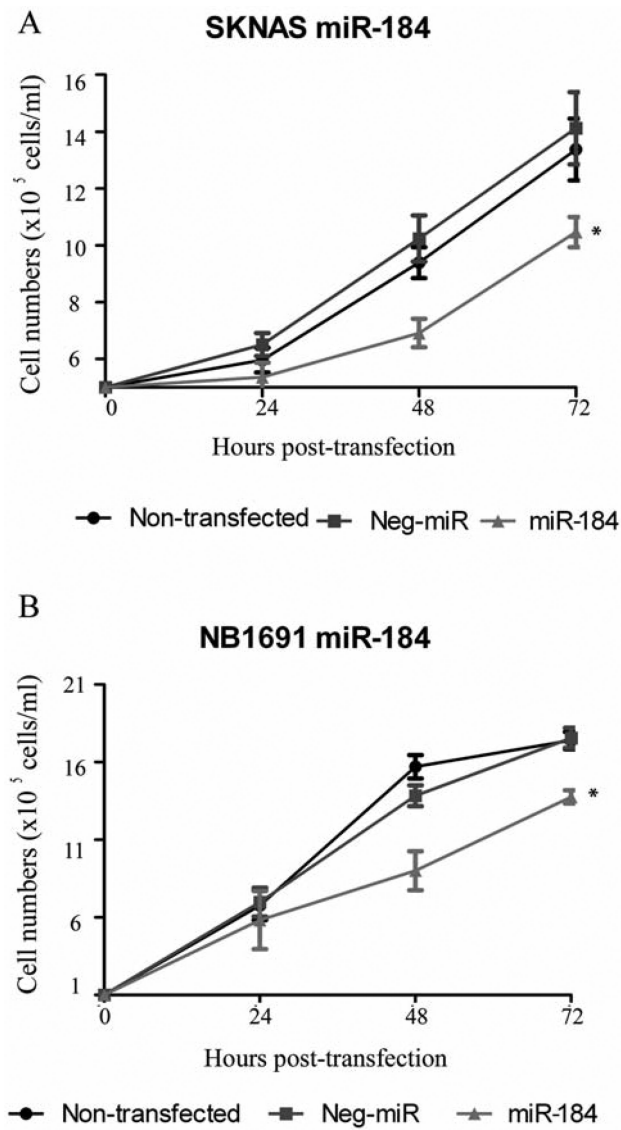 A
SKNAS miR-184
Cell numbers (x10 5 cells/ml)
16
14
12
10
8
6
0 24 48 72
*
Hours post-transfection
Non-transfected Neg-miR miR-184
B
NB1691 miR-184
Cell numbers (x10 5 cells/ml)
21
16
11
6
1
0 24 48 72
*
Hours post-transfection
Non-transfected Neg-miR miR-184